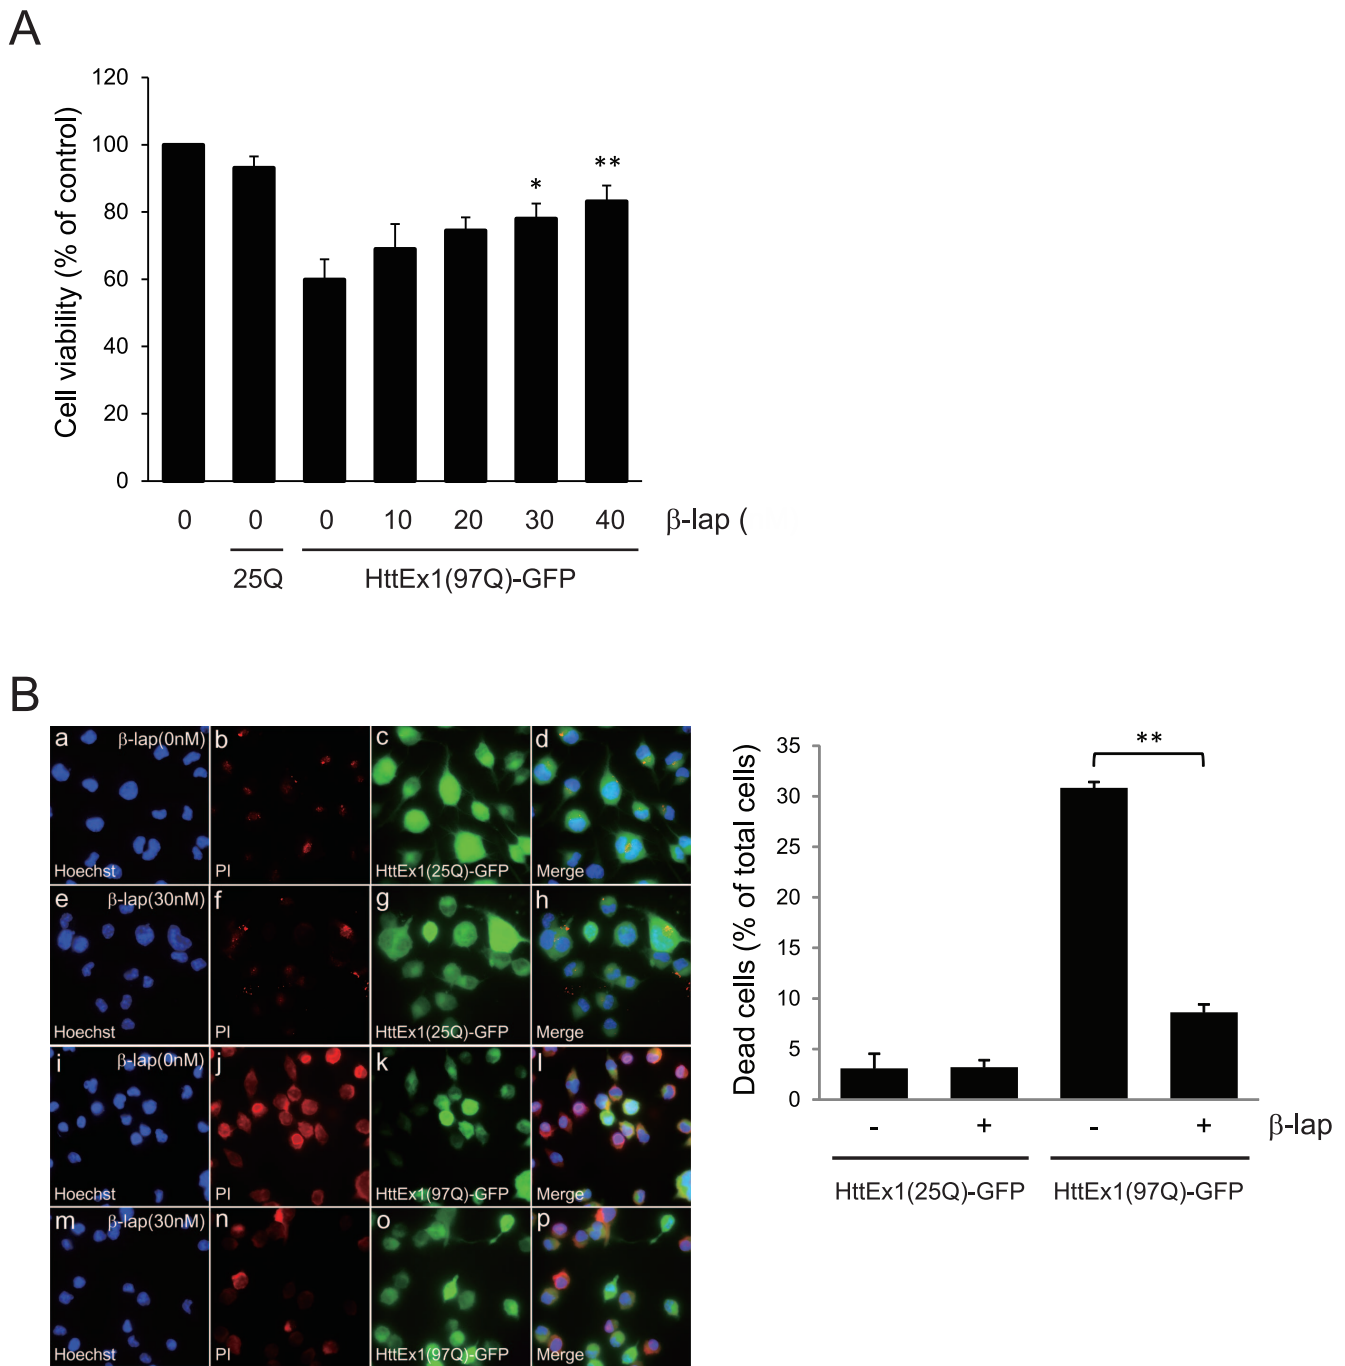 A
Cell viability (% of control)
120
100
80
60
40
20
0
*
**
0 0 0 10 20 30 40 β-lap (
25Q HttEx1(97Q)-GFP
B
a β-lap(0nM) b c d
Hoechst PI HttEx1(25Q)-GFP Merge
e β-lap(30nM) f g h
Hoechst PI HttEx1(25Q)-GFP Merge
i β-lap(0nM) j k l
Hoechst PI HttEx1(97Q)-GFP Merge
m β-lap(30nM) n o p
Hoechst PI HttEx1(97Q)-GFP Merge
Dead cells (% of total cells)
35
30
25
20
15
10
5
0
**
- + - + β-lap
HttEx1(25Q)-GFP HttEx1(97Q)-GFP